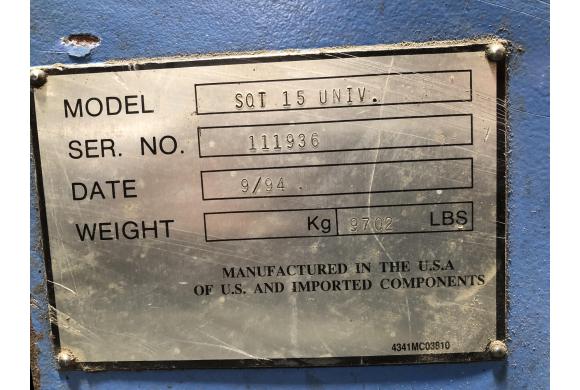 MODEL SQT 15 UNIV.
SER. NO. 111936
DATE 9/94
WEIGHT Kg 9702 LBS
MANUFACTURED IN THE U.S.A
OF U.S. AND IMPORTED COMPONENTS
4341MC03810